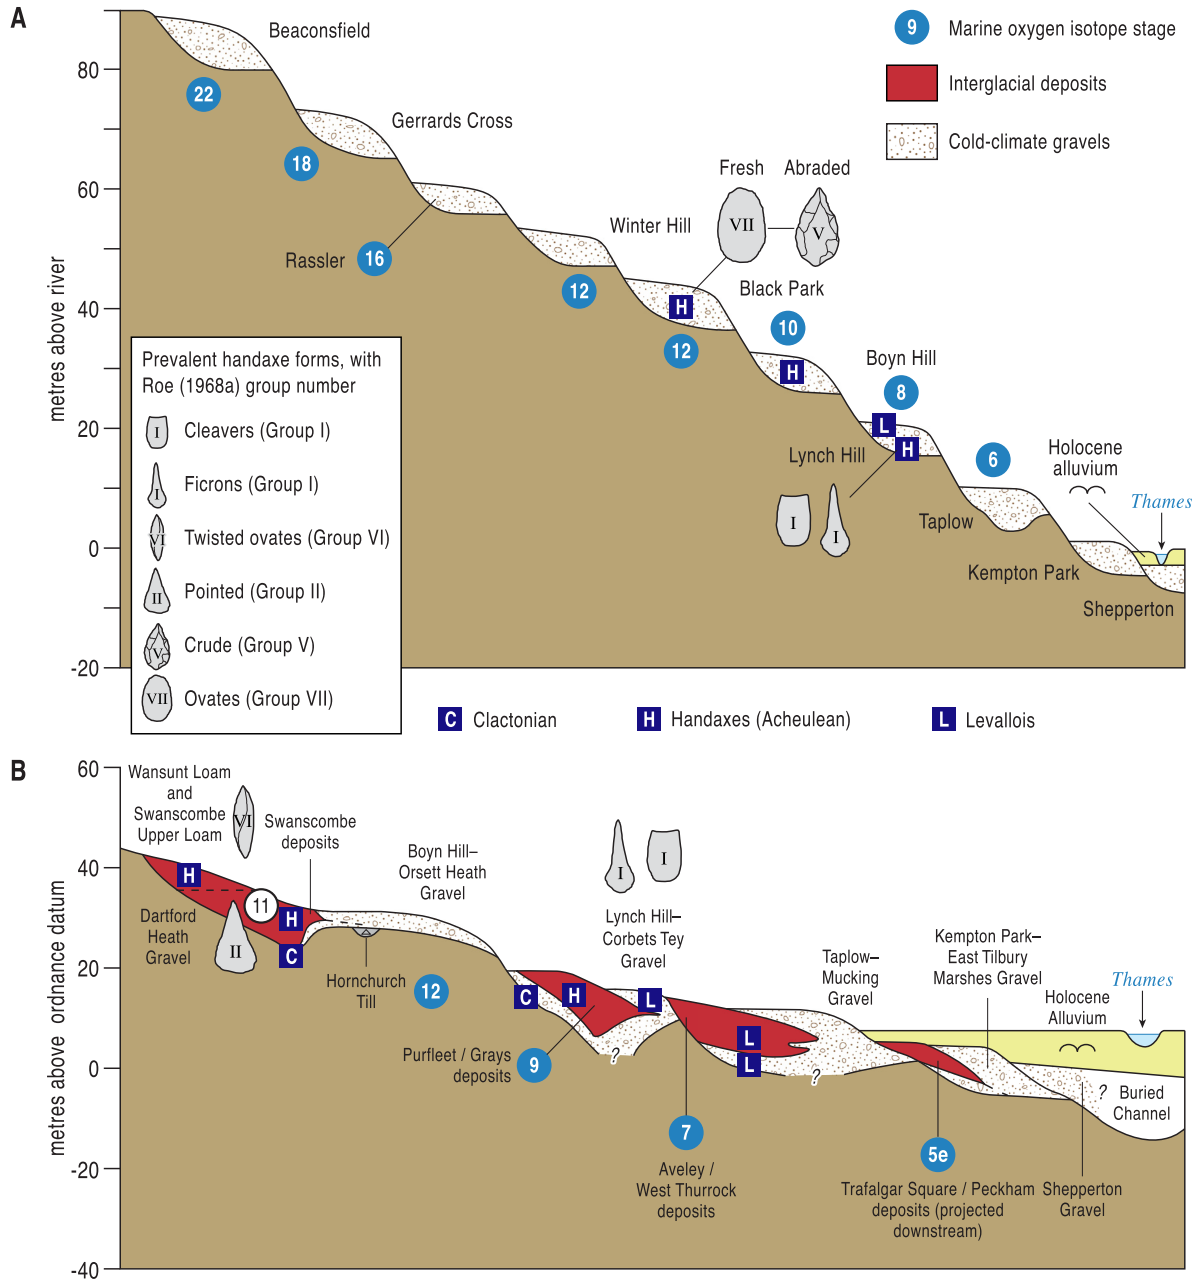 A
Beaconsfield
9
Marine oxygen isotope stage
Interglacial deposits
Cold-climate gravels
80
60
40
20
0
-20
metres above river
22
Gerrards Cross
18
Rassler
16
Winter Hill
12
Fresh
Abraded
VII
V
Black Park
H
12
10
H
Boyn Hill
8
L
H
Lynch Hill
I
I
6
Taplow
Holocene
alluvium
Thames
Kempton Park
Shepperton
Prevalent handaxe forms, with
Roe (1968a) group number
I
Cleavers (Group I)
I
Ficrons (Group I)
VI
Twisted ovates (Group VI)
II
Pointed (Group II)
V
Crude (Group V)
VII
Ovates (Group VII)
C
Clactonian
H
Handaxes (Acheulean)
L
Levallois
B
60
40
20
0
-20
-40
metres above ordnance datum
Wansunt Loam
and
Swanscombe
Upper Loam
VI
Swanscombe
deposits
H
11
H
C
II
Dartford
Heath
Gravel
Boyn Hill–
Orsett Heath
Gravel
Hornchurch
Till
12
I
I
Lynch Hill–
Corbets Tey
Gravel
C
H
L
?
Purfleet / Grays
deposits
9
L
L
?
7
Aveley /
West Thurrock
deposits
Taplow–
Mucking
Gravel
Kempton Park–
East Tilbury
Marshes Gravel
Holocene
Alluvium
Thames
5e
Trafalgar Square / Peckham
deposits (projected
downstream)
Shepperton
Gravel
?
Buried
Channel